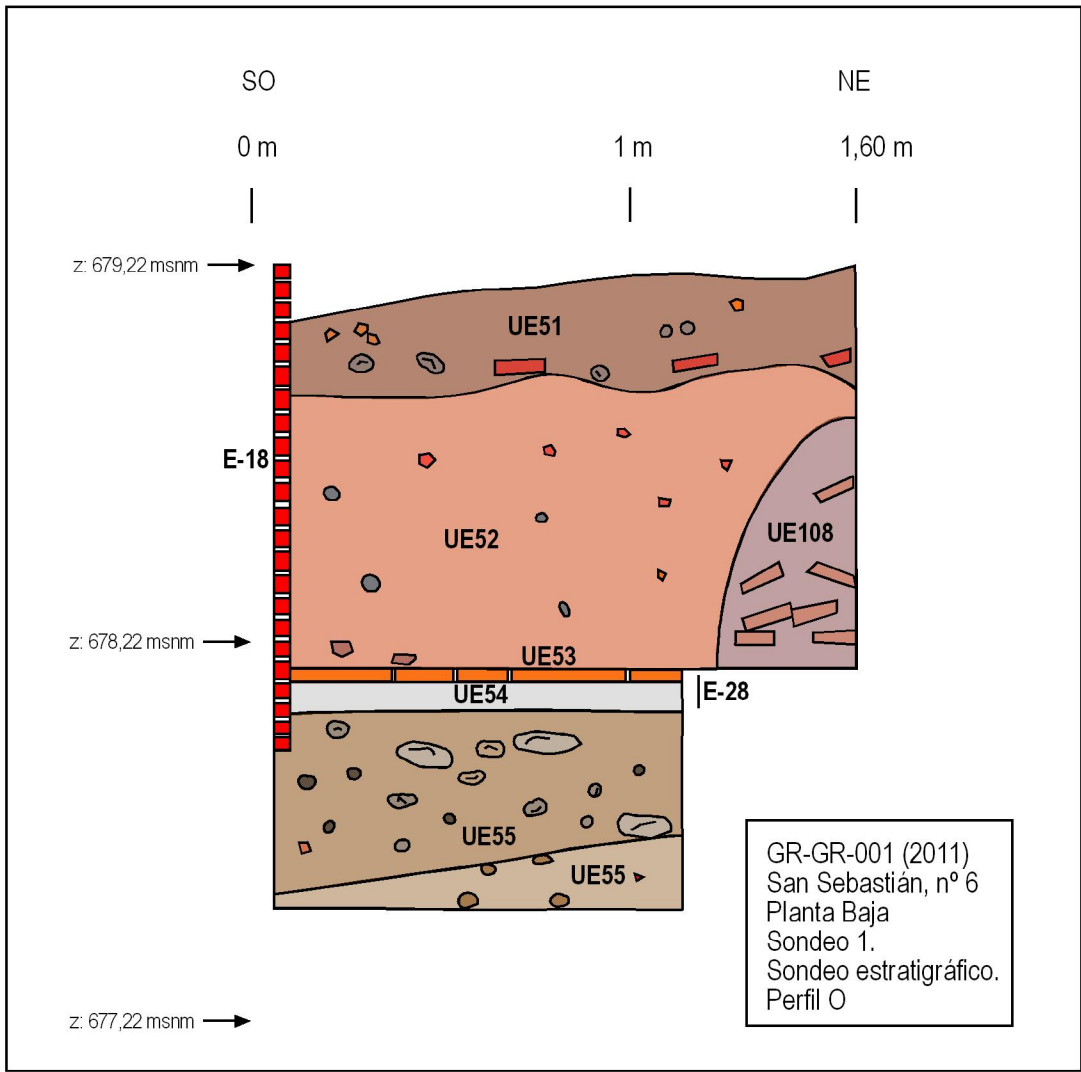 SO NE
0 m 1 m 1,60 m
z: 679,22 msnm
UE51
E-18
UE52
UE108
z: 678,22 msnm
UE53
UE54
E-28
UE55
UE55
GR-GR-001 (2011)
San Sebastián, nº 6
Planta Baja
Sondeo 1.
Sondeo estratigráfico.
Perfil O
z: 677,22 msnm